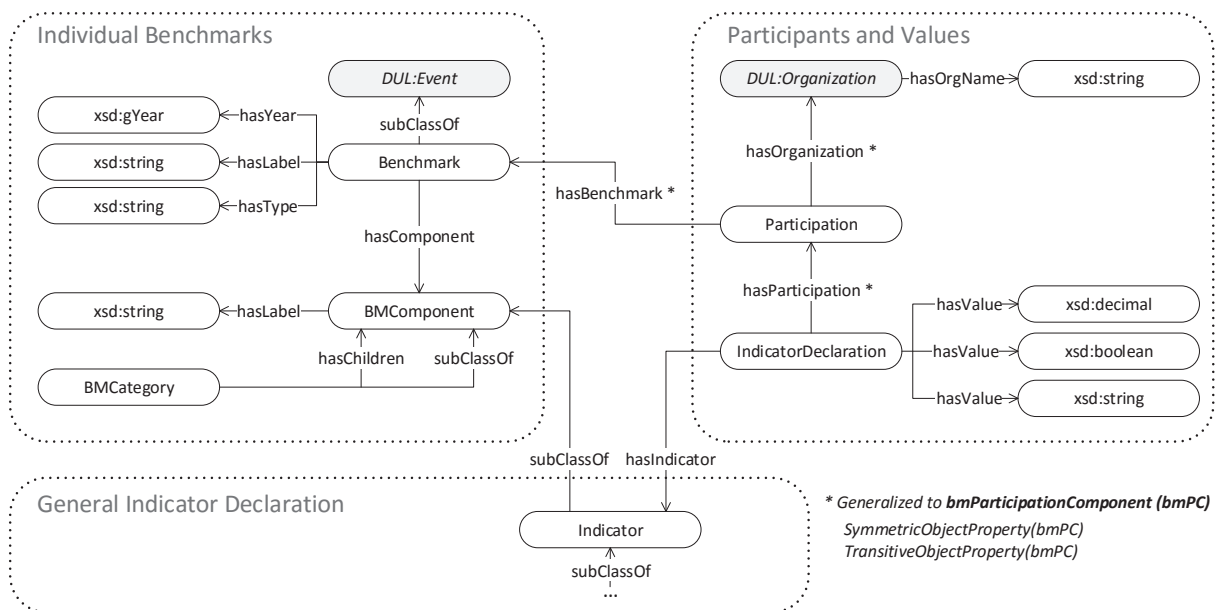 Individual Benchmarks
DUL:Event
subClassOf
xsd:gYear
hasYear
xsd:string
hasLabel
Benchmark
xsd:string
hasType
hasComponent
xsd:string
hasLabel
BMComponent
hasChildren
subClassOf
BMCategory
Participants and Values
DUL:Organization
hasOrgName
xsd:string
hasOrganization *
hasBenchmark *
Participation
hasParticipation *
IndicatorDeclaration
hasValue
xsd:decimal
hasValue
xsd:boolean
hasValue
xsd:string
subClassOf
hasIndicator
General Indicator Declaration
Indicator
subClassOf
...
* Generalized to bmParticipationComponent (bmPC)
SymmetricObjectProperty(bmPC)
TransitiveObjectProperty(bmPC)